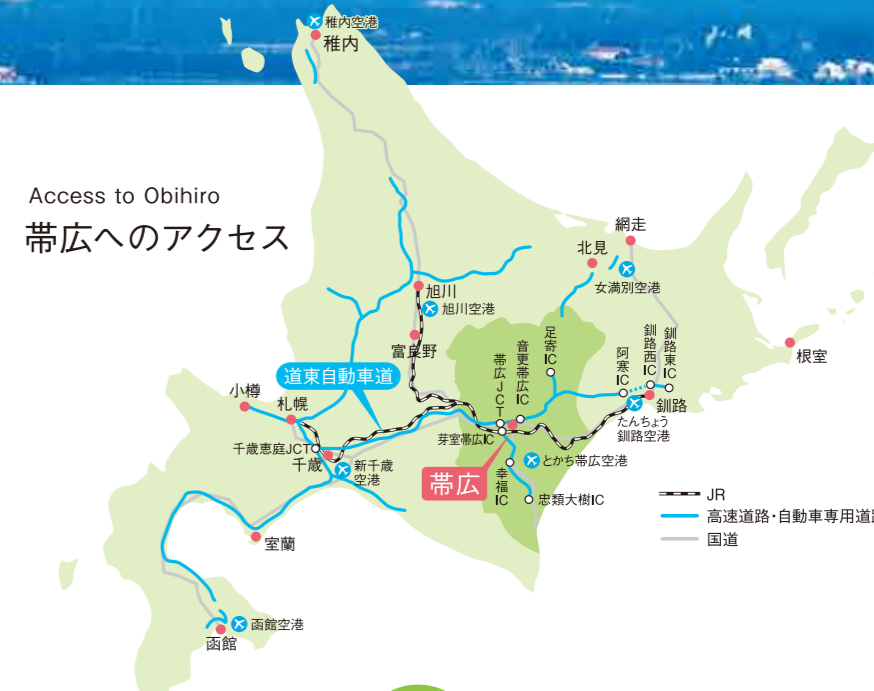 稚内空港
稚内
Access to Obihiro
帯広へのアクセス
網走
北見
女満別空港
旭川
旭川空港
富良野
足寄IC
音更帯広IC
帯広JCT
阿寒IC
釧路西IC
釧路東IC
根室
道東自動車道
小樽
札幌
釧路
たんちょう
釧路空港
千歳恵庭JCT
千歳
新千歳
空港
芽室帯広IC
とかち帯広空港
帯広
幸福IC
忠類大樹IC
JR
高速道路・自動車専用道路
国道
室蘭
函館空港
函館